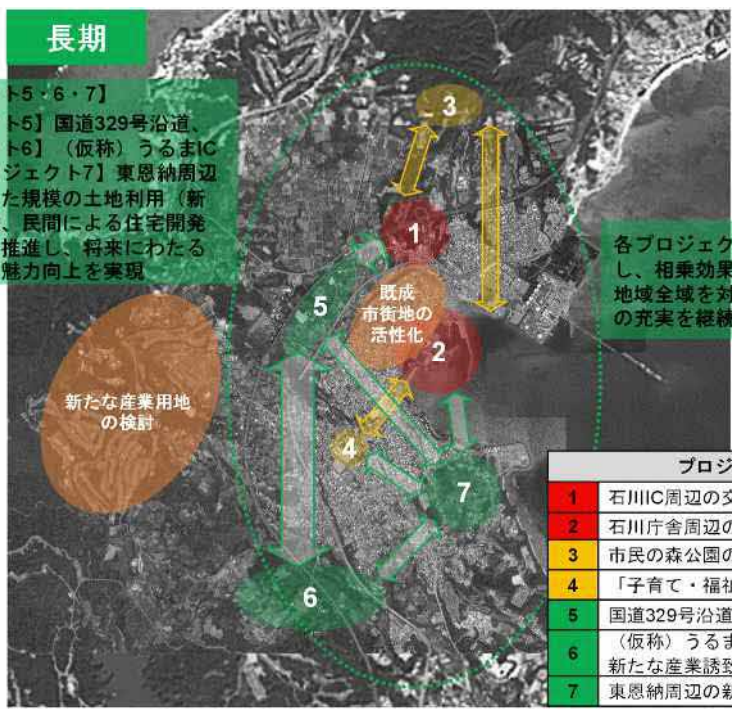 長期
ト5・6・7】
ト5】国道329号沿道、
ト6】（仮称）うるまIC
ジェクト7】東恩納周辺
た規模の土地利用（新
、民間による住宅開発
推進し、将来にわたる
魅力向上を実現
3
1
5
既成
市街地の
活性化
2
各プロジェク
し、相乗効果
地域全域を対
の充実を継続
新たな産業用地
の検討
4
7
6
プロジ
1 石川IC周辺の交
2 石川庁舎周辺の
3 市民の森公園の
4 「子育て・福祉
5 国道329号沿道
6 （仮称）うるま
新たな産業誘致
7 東恩納周辺の新